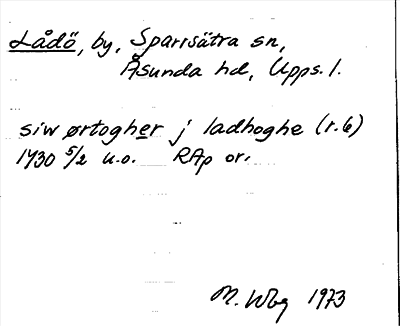 Lådö, by, Sparrsätra sn,
Åsunda hd, Upps. l.
siw ørtogher j ladhoghe (r. 6)
1430 5/2 u.o. RAp or.
M. Wbg 1973